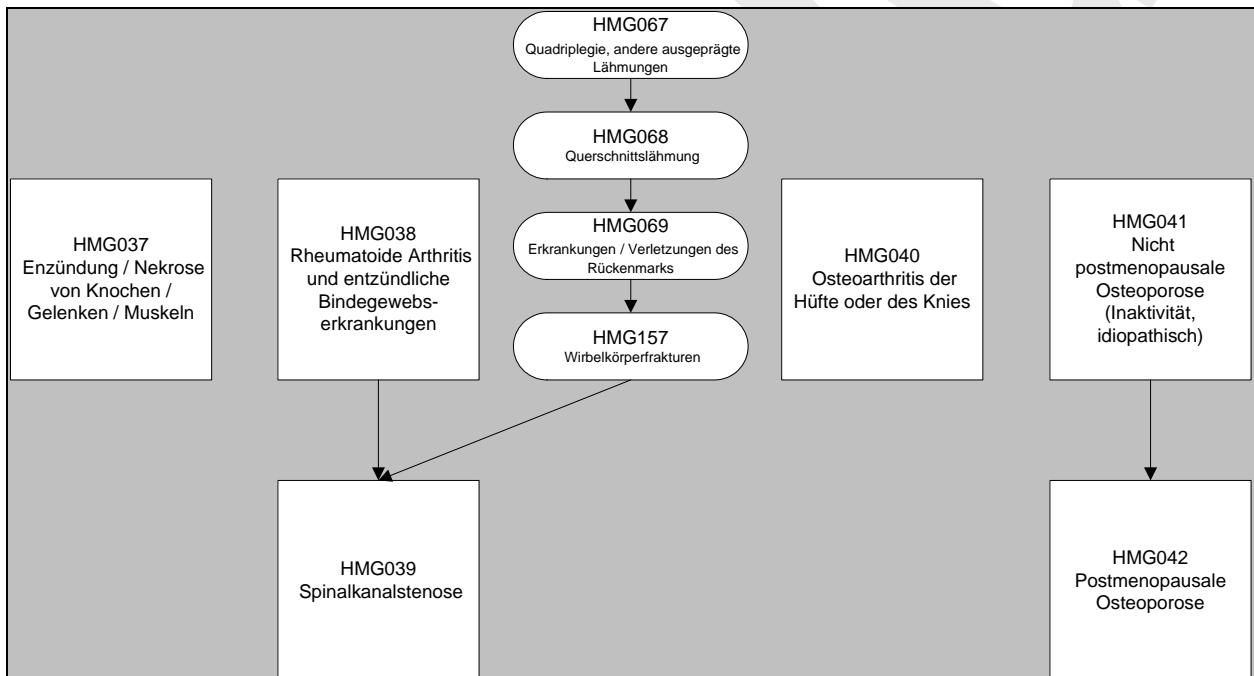 HMG067
Quadriplegie, andere ausgeprägte
Lähmungen
HMG068
Querschnittslähmung
HMG037
Enzündung / Nekrose
von Knochen /
Gelenken / Muskeln
HMG038
Rheumatoide Arthritis
und entzündliche
Bindegewebs-
erkrankungen
HMG069
Erkrankungen / Verletzungen des
Rückenmarks
HMG157
Wirbelkörperfrakturen
HMG040
Osteoarthritis der
Hüfte oder des Knies
HMG041
Nicht
postmenopausale
Osteoporose
(Inaktivität,
idiopathisch)
HMG039
Spinalkanalstenose
HMG042
Postmenopausale
Osteoporose